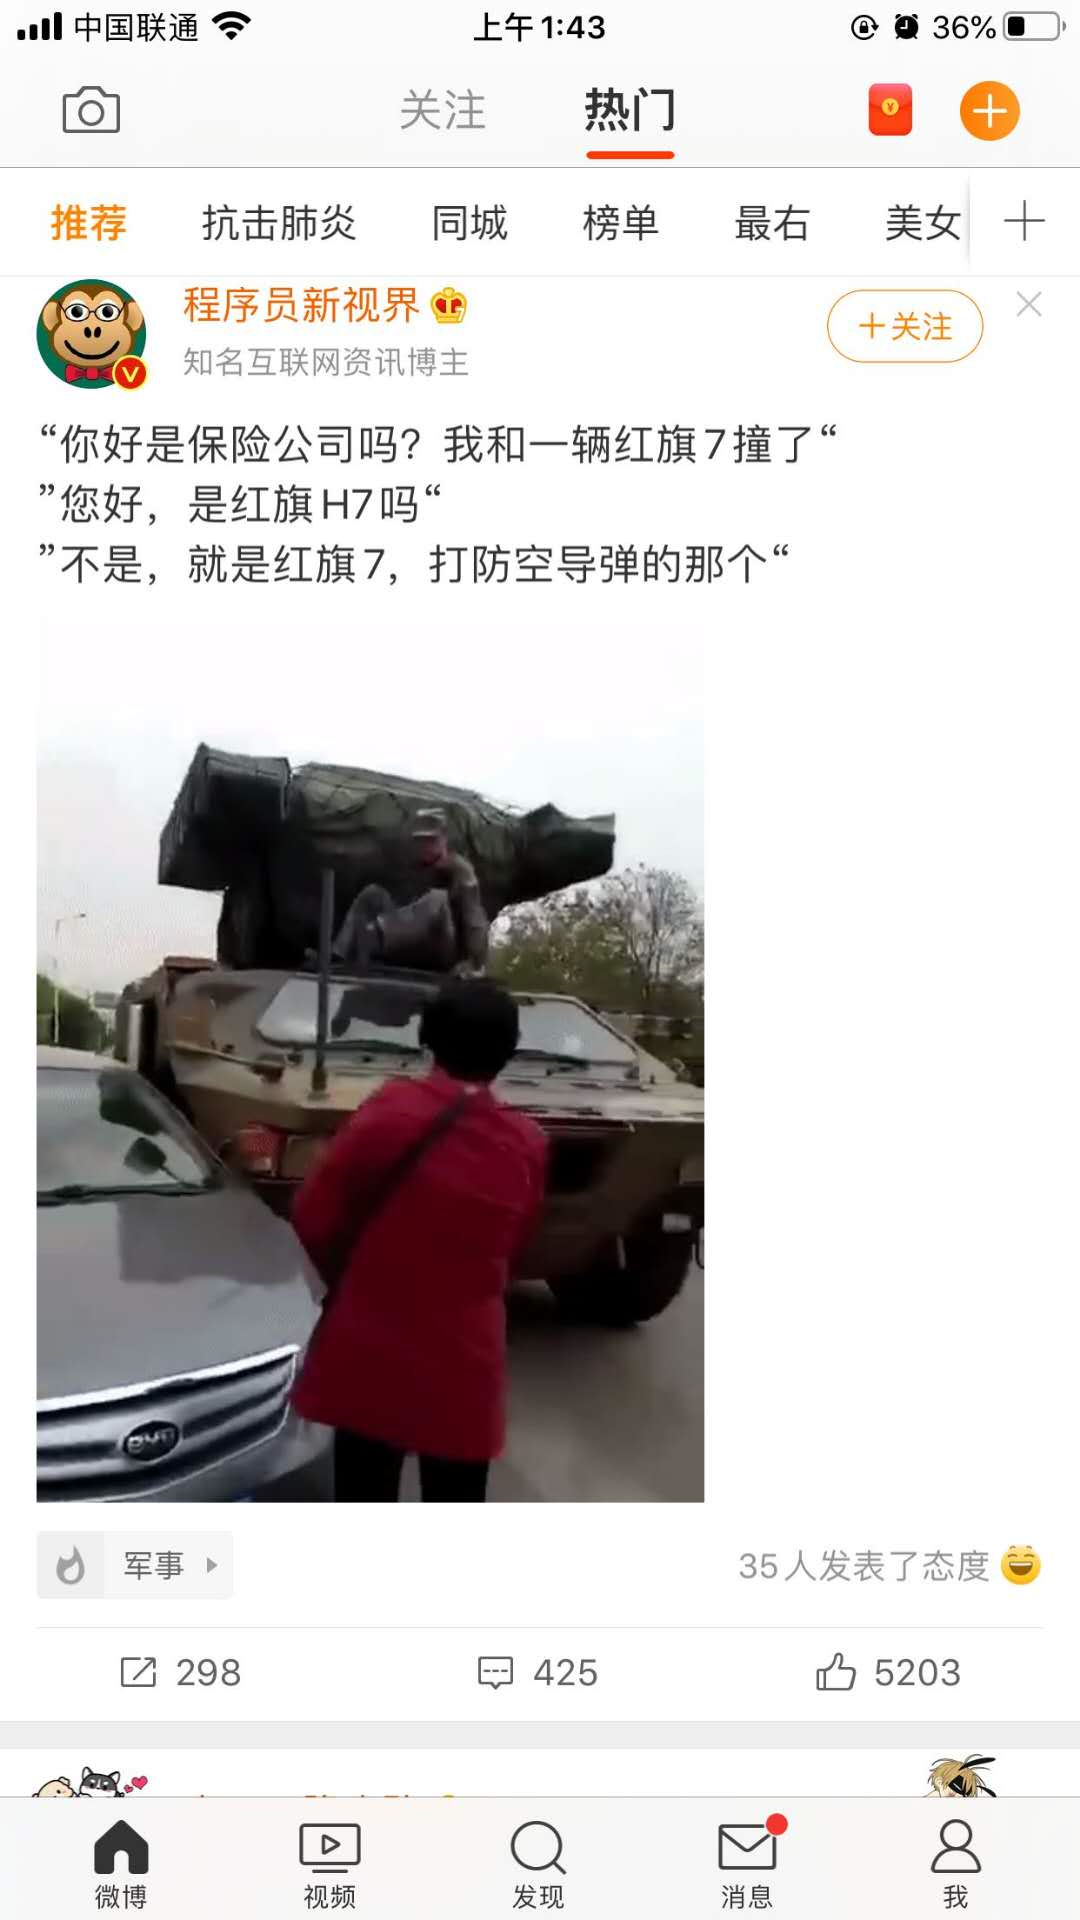 中国联通 上午1:43 36%
关注 热门
推荐 抗击肺炎 同城 榜单 最右 美女
程序员新视界
+关注
知名互联网资讯博主
“你好是保险公司吗？我和一辆红旗7撞了“
”您好，是红旗H7吗“
”不是，就是红旗7，打防空导弹的那个“
BYD
军事
35人发表了态度
298 425 5203
微博 视频 发现 消息 我